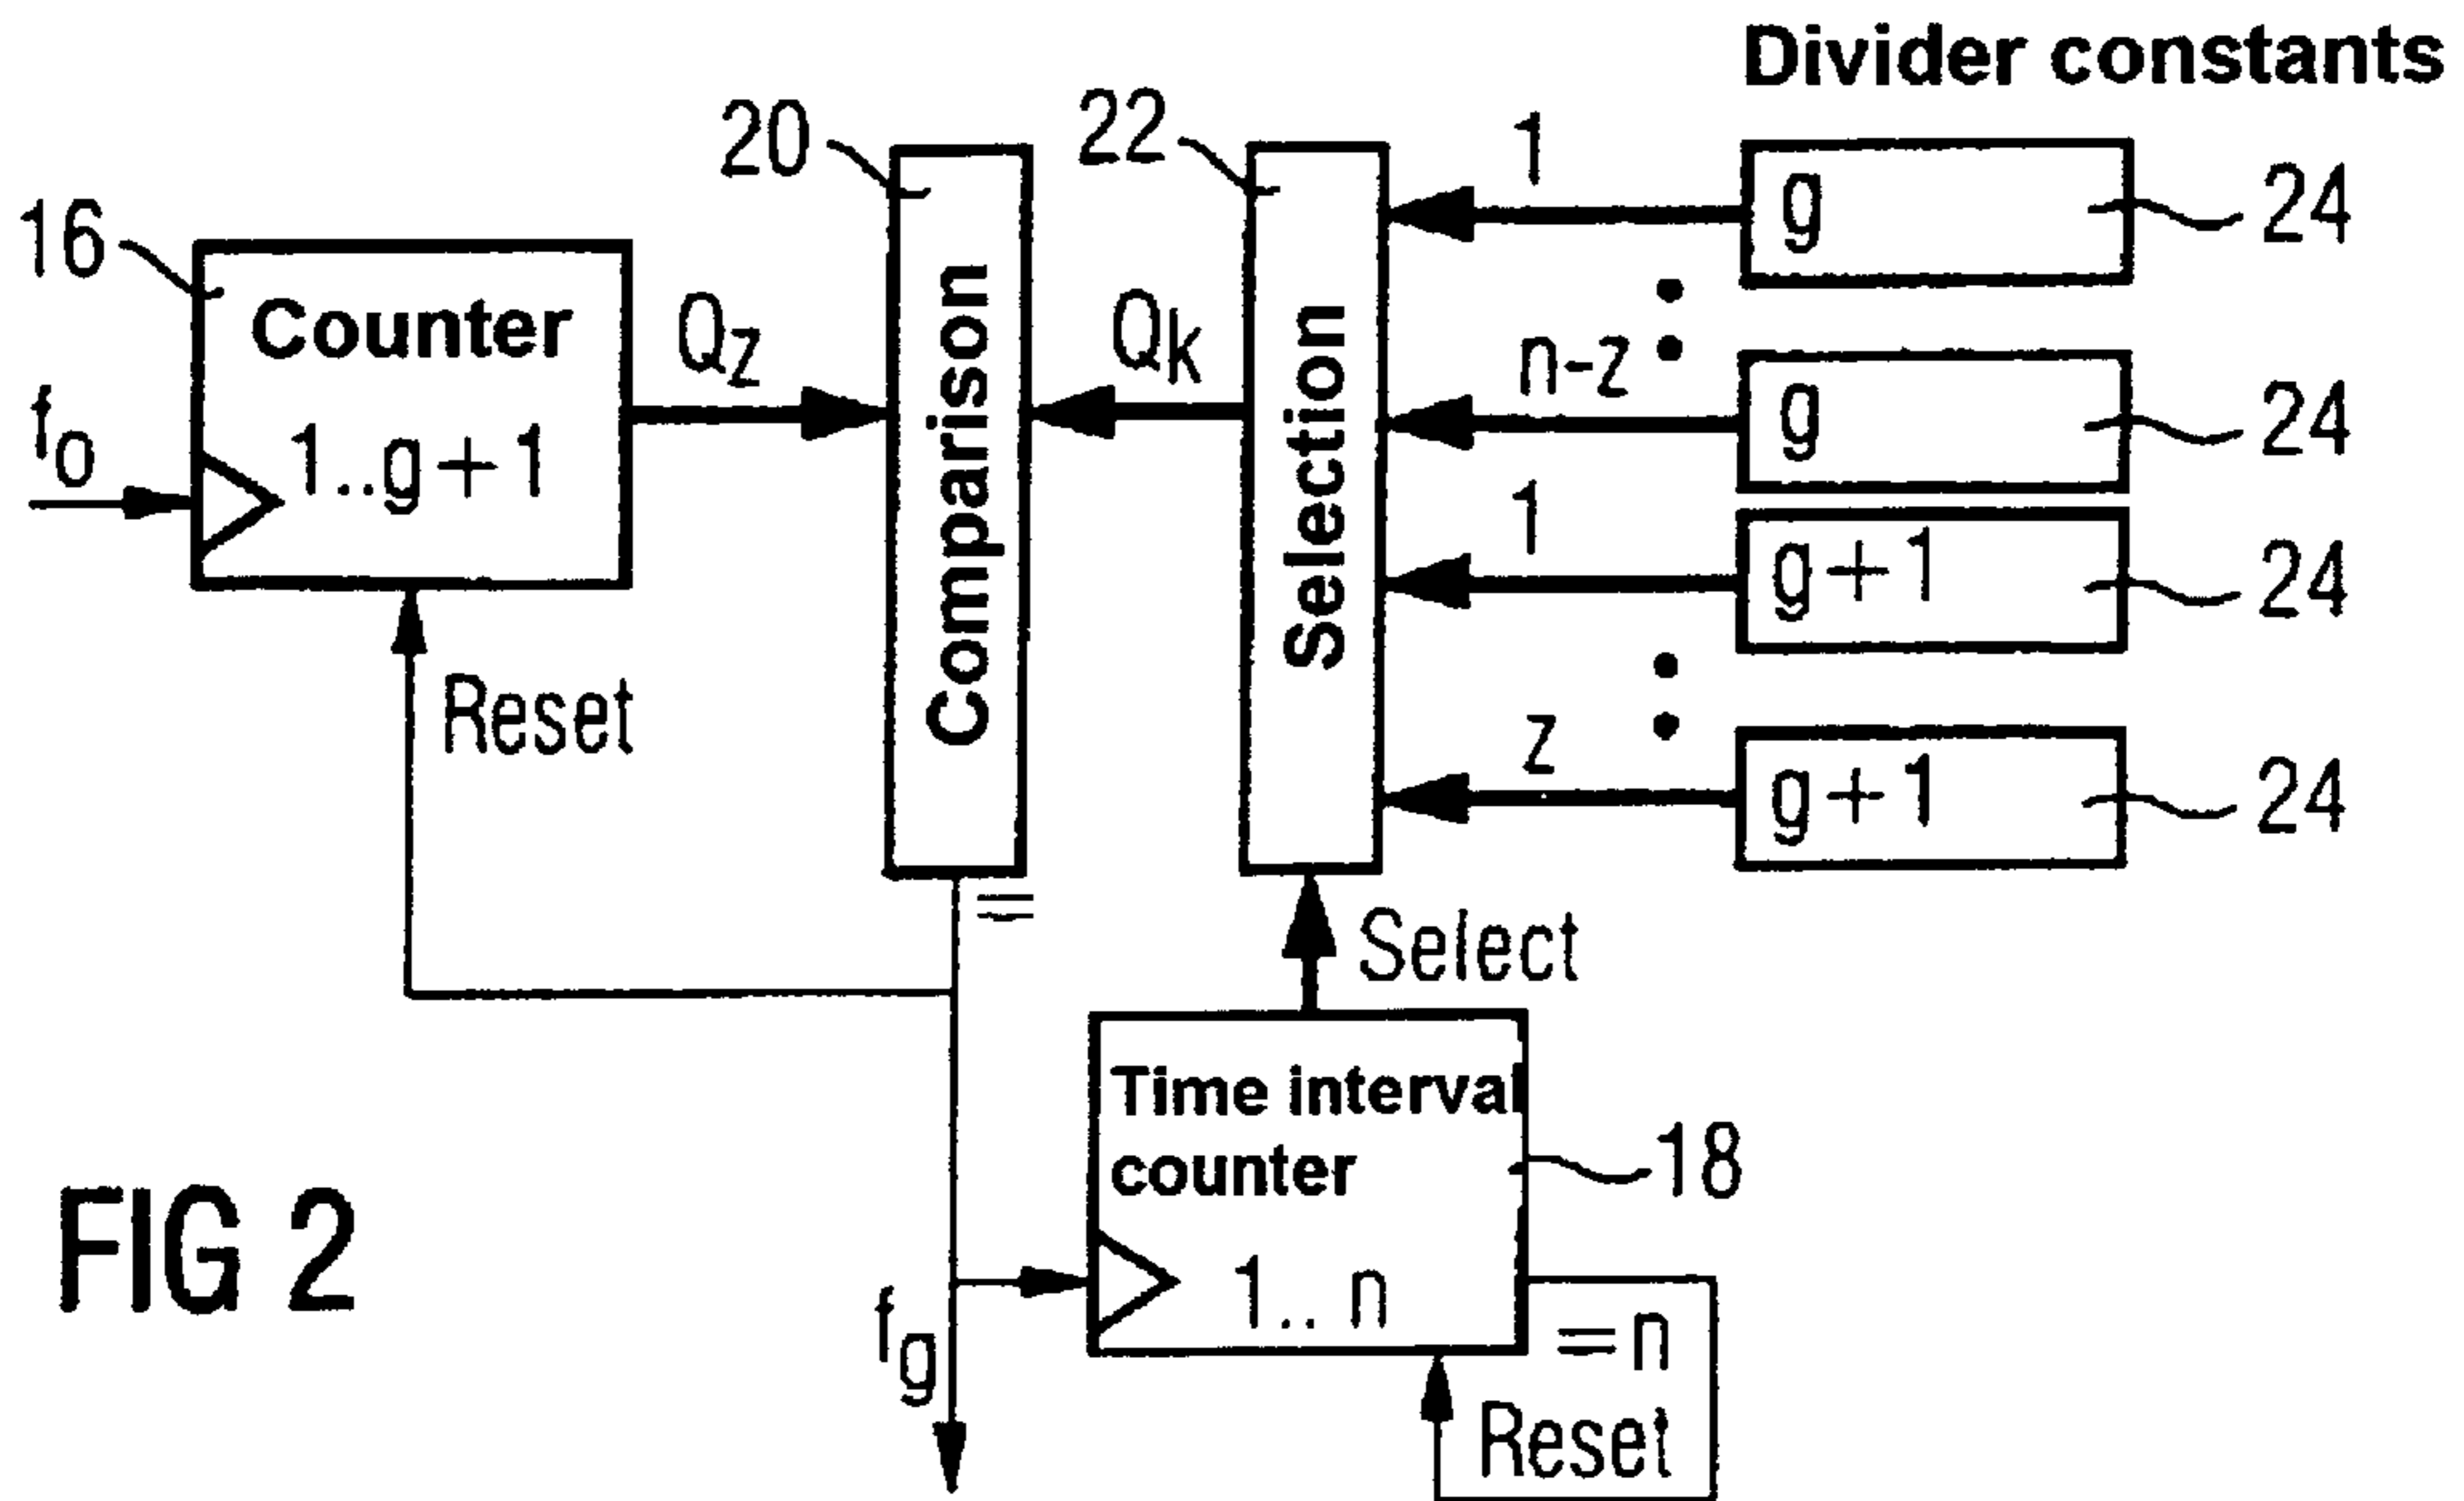 Divider constants
20
22
1
g
24
16
Counter
1..g+1
fo
Qz
Comparison
Qk
Selection
n-z
g
24
1
g+1
24
Reset
z
g+1
24
=
Select
Time interval
counter
1.. n
18
fg
=n
Reset
FIG 2